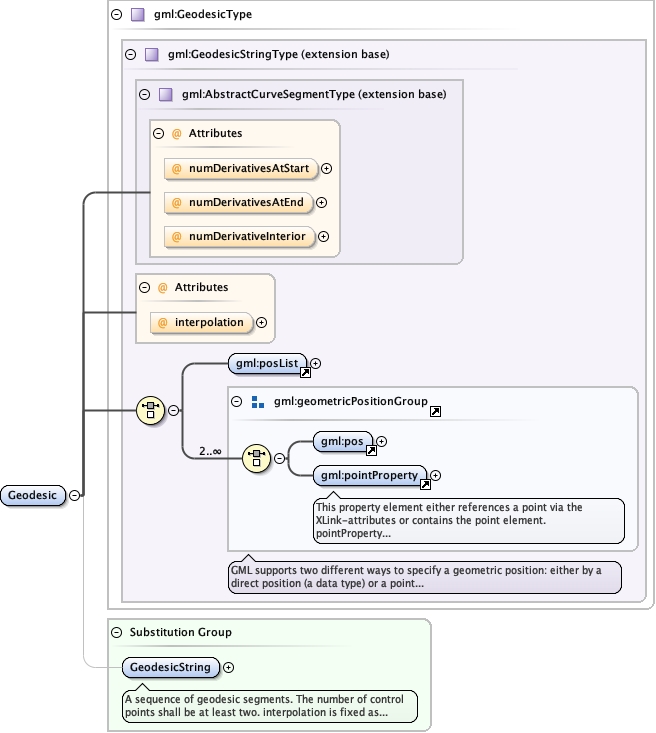 gml:GeodesicType
gml:GeodesicStringType (extension base)
gml:AbstractCurveSegmentType (extension base)
@ Attributes
@ numDerivativesAtStart
@ numDerivativesAtEnd
@ numDerivativeInterior
@ Attributes
@ interpolation
gml:posList
gml:geometricPositionGroup
2..∞
gml:pos
gml:pointProperty
This property element either references a point via the
XLink-attributes or contains the point element.
pointProperty...
GML supports two different ways to specify a geometric position: either by a
direct position (a data type) or a point...
Geodesic
Substitution Group
GeodesicString
A sequence of geodesic segments. The number of control
points shall be at least two. interpolation is fixed as...